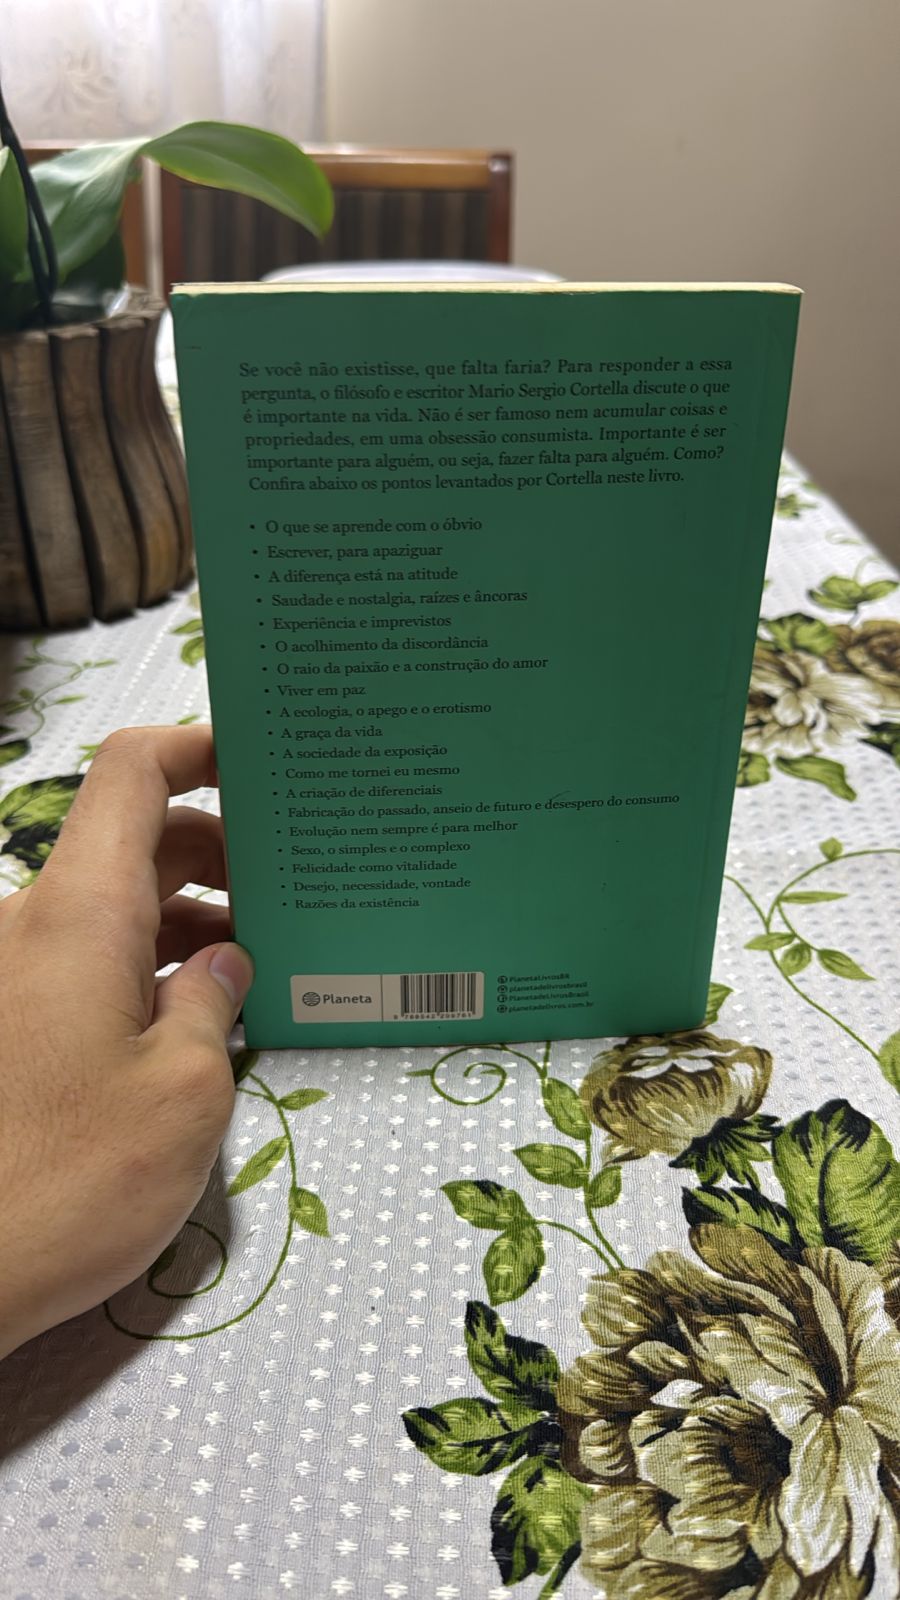 Se você não existisse, que falta faria? Para responder a essa
pergunta, o filósofo e escritor Mario Sergio Cortella discute o que
é importante na vida. Não é ser famoso nem acumular coisas e
propriedades, em uma obsessão consumista. Importante é ser
importante para alguém, ou seja, fazer falta para alguém. Como?
Confira abaixo os pontos levantados por Cortella neste livro.
• O que se aprende com o óbvio
• Escrever, para apaziguar
• A diferença está na atitude
• Saudade e nostalgia, raízes e âncoras
• Experiência e imprevistos
• O acolhimento da discordância
• O raio da paixão e a construção do amor
• Viver em paz
• A ecologia, o apego e o erotismo
• A graça da vida
• A sociedade da exposição
• Como me tornei eu mesmo
• A criação de diferenciais
• Fabricação do passado, anseio de futuro e desespero do consumo
• Evolução nem sempre é para melhor
• Sexo, o simples e o complexo
• Felicidade como vitalidade
• Desejo, necessidade, vontade
• Razões da existência
Planeta
PlanetaLivrosBR
planetadelivrosbrasil
PlanetadeLivrosBrasil
planetadelivros.com.br